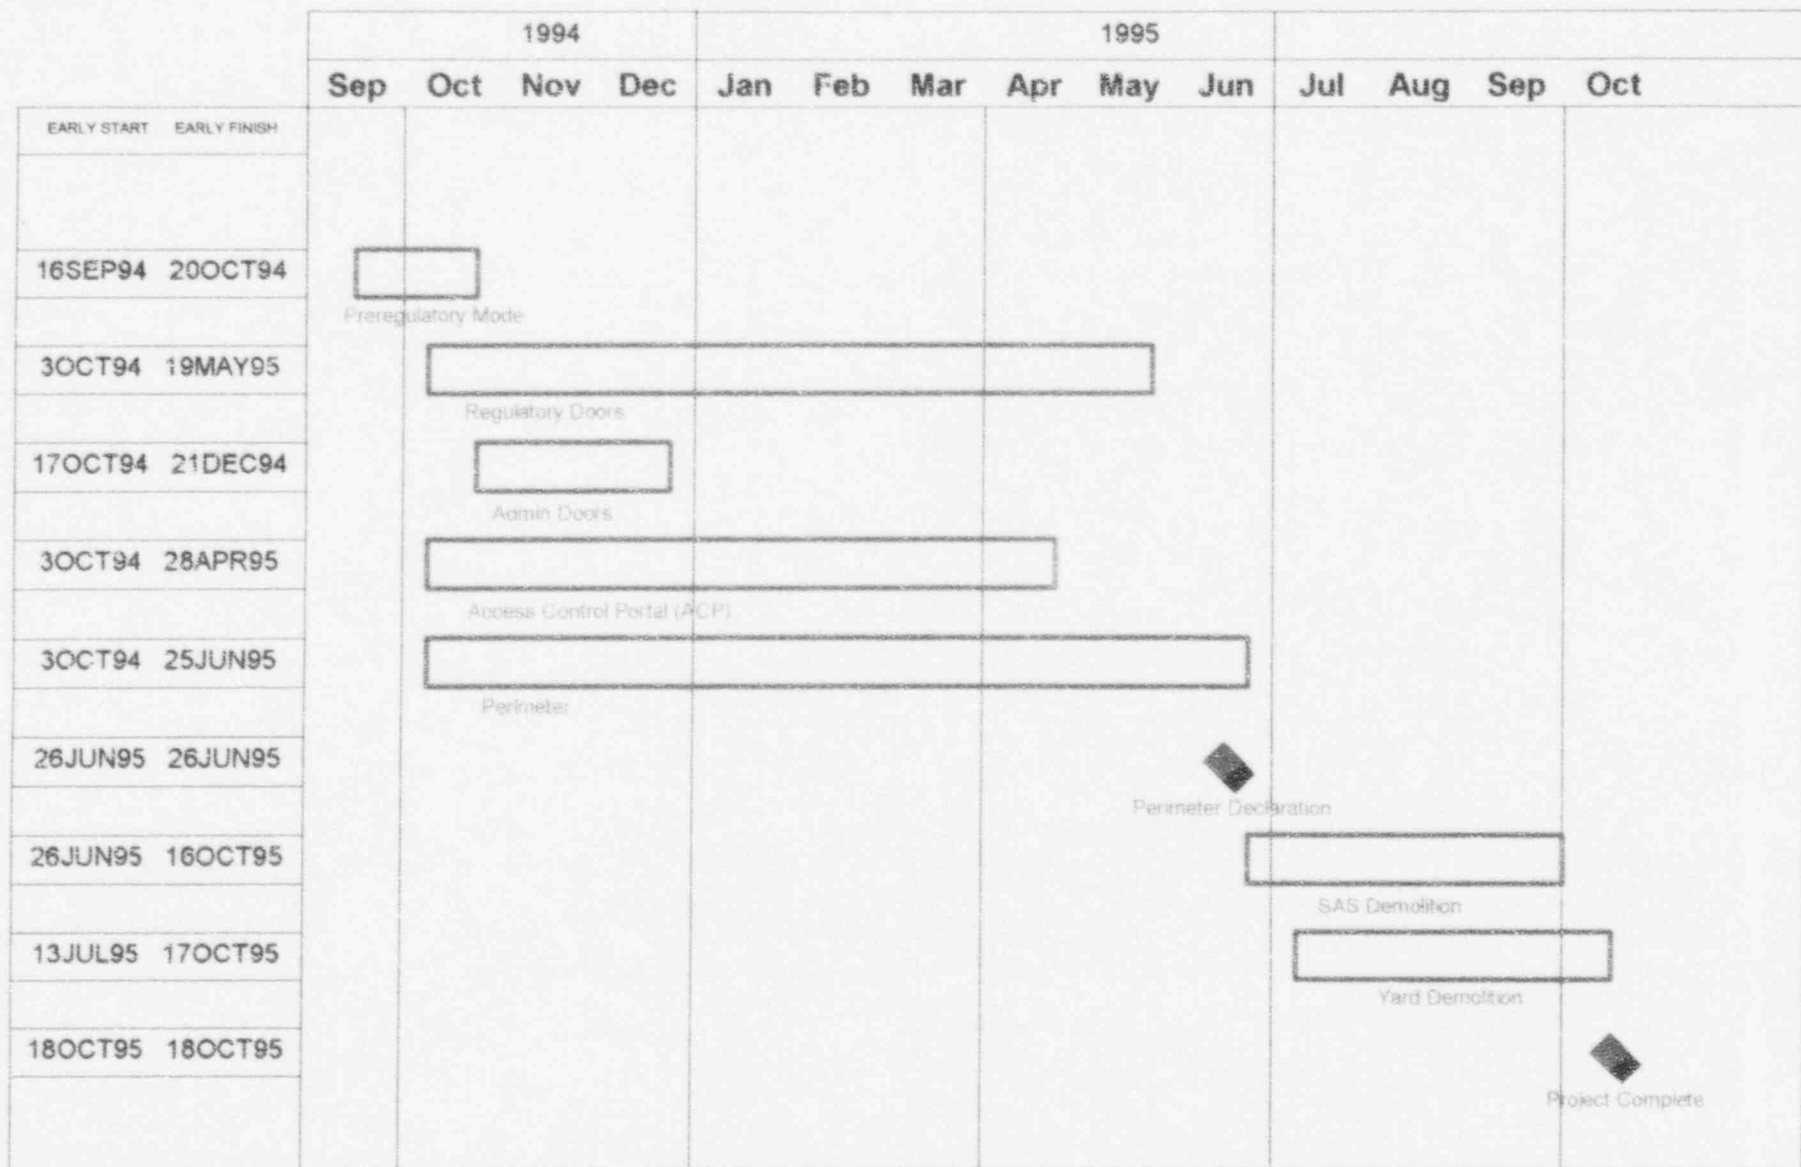 1994 1995
Sep Oct Nov Dec Jan Feb Mar Apr May Jun Jul Aug Sep Oct
EARLY START EARLY FINISH
16SEP94 20OCT94
Preregulatory Mode
3OCT94 19MAY95
Regulatory Doors
17OCT94 21DEC94
Admin Doors
3OCT94 28APR95
Access Control Portal (ACP)
3OCT94 25JUN95
Perimeter
26JUN95 26JUN95
Perimeter Declaration
26JUN95 16OCT95
SAS Demolition
13JUL95 17OCT95
Yard Demolition
18OCT95 18OCT95
Project Complete